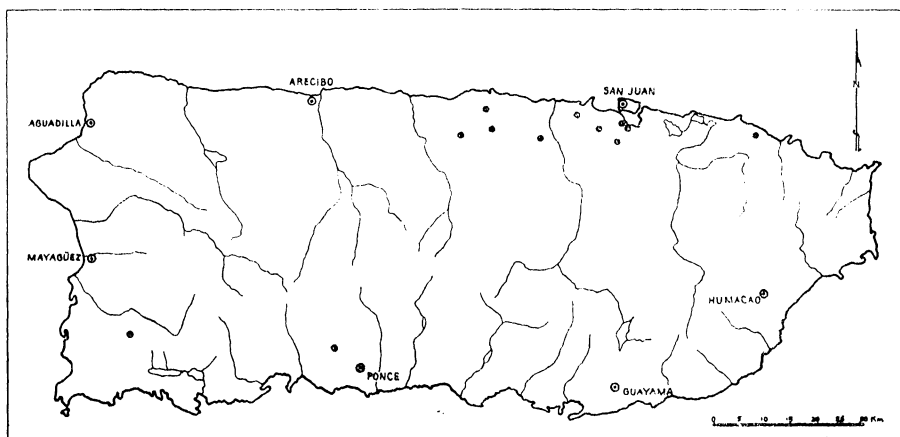 ARECIBO
SAN JUAN
N
AGUADILLA
MAYAGÜEZ
HUMACAO
PONCE
GUAYAMA
0 5 10 15 20 25 30 Km